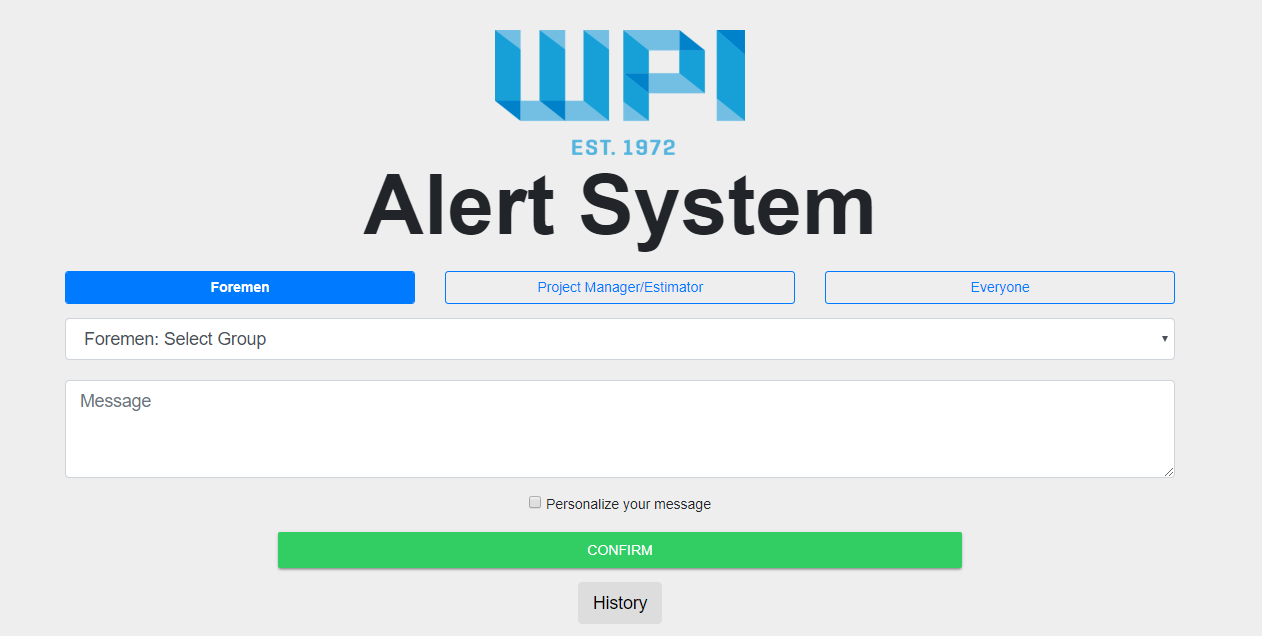 WPI
EST. 1972
Alert System
Foremen Project Manager/Estimator Everyone
Foremen: Select Group
Message
Personalize your message
CONFIRM
History